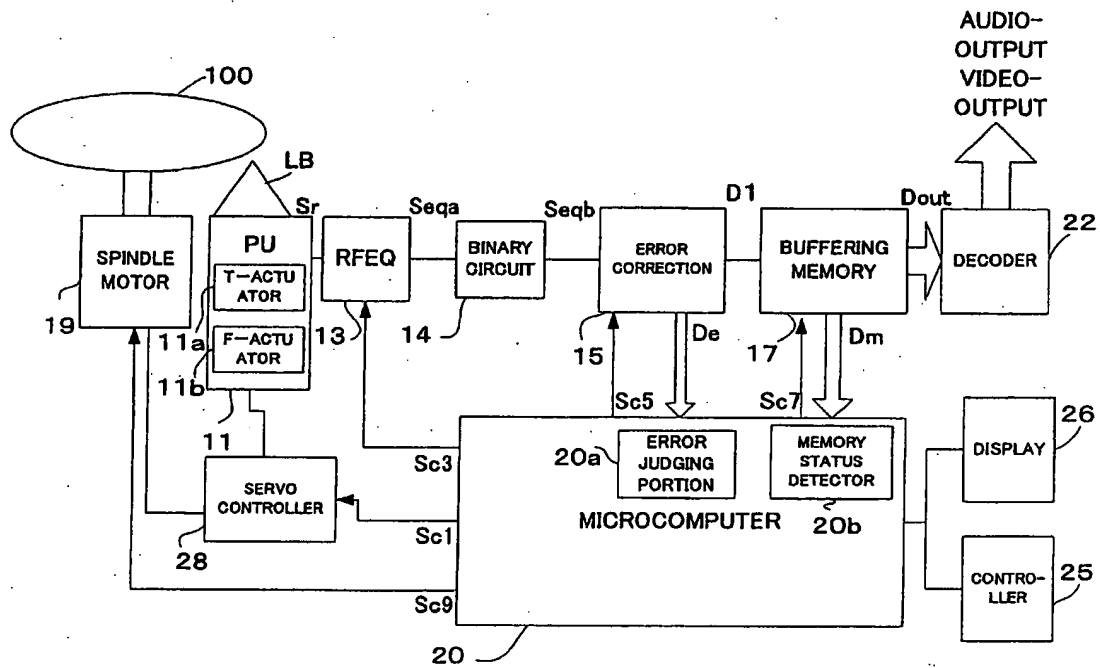 AUDIO-
OUTPUT
VIDEO-
OUTPUT
100
LB
Sr
Seqa
Seqb
D1
Dout
22
PU
SPINDLE
MOTOR
T-ACTU
ATOR
F-ACTU
ATOR
RFEQ
BINARY
CIRCUIT
ERROR
CORRECTION
BUFFERING
MEMORY
DECODER
19
11a
11b
13
14
15
De
17
Dm
11
Sc5
Sc7
26
Sc3
20a
ERROR
JUDGING
PORTION
MEMORY
STATUS
DETECTOR
DISPLAY
SERVO
CONTROLLER
MICROCOMPUTER
20b
28
Sc1
25
CONTRO-
LLER
Sc9
20